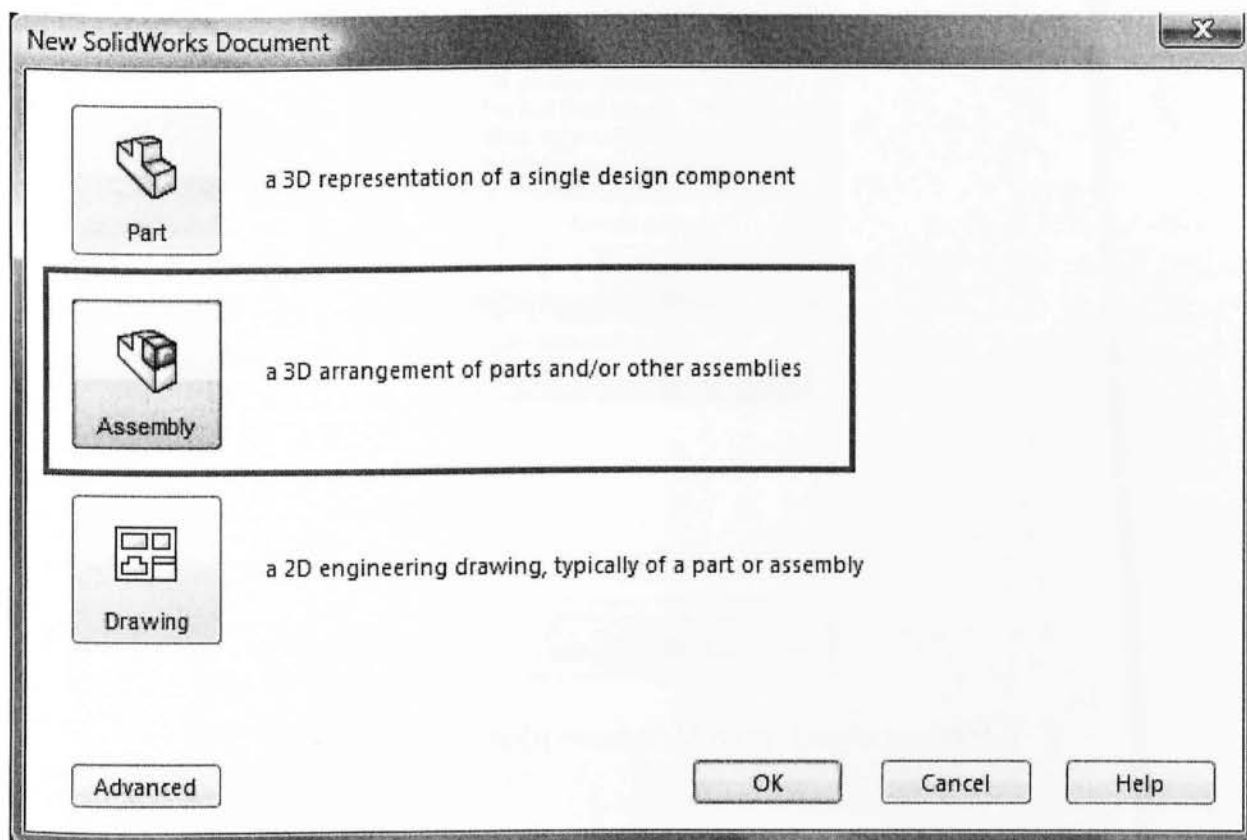 New SolidWorks Document
a 3D representation of a single design component
Part
a 3D arrangement of parts and/or other assemblies
Assembly
a 2D engineering drawing, typically of a part or assembly
Drawing
Advanced
OK
Cancel
Help